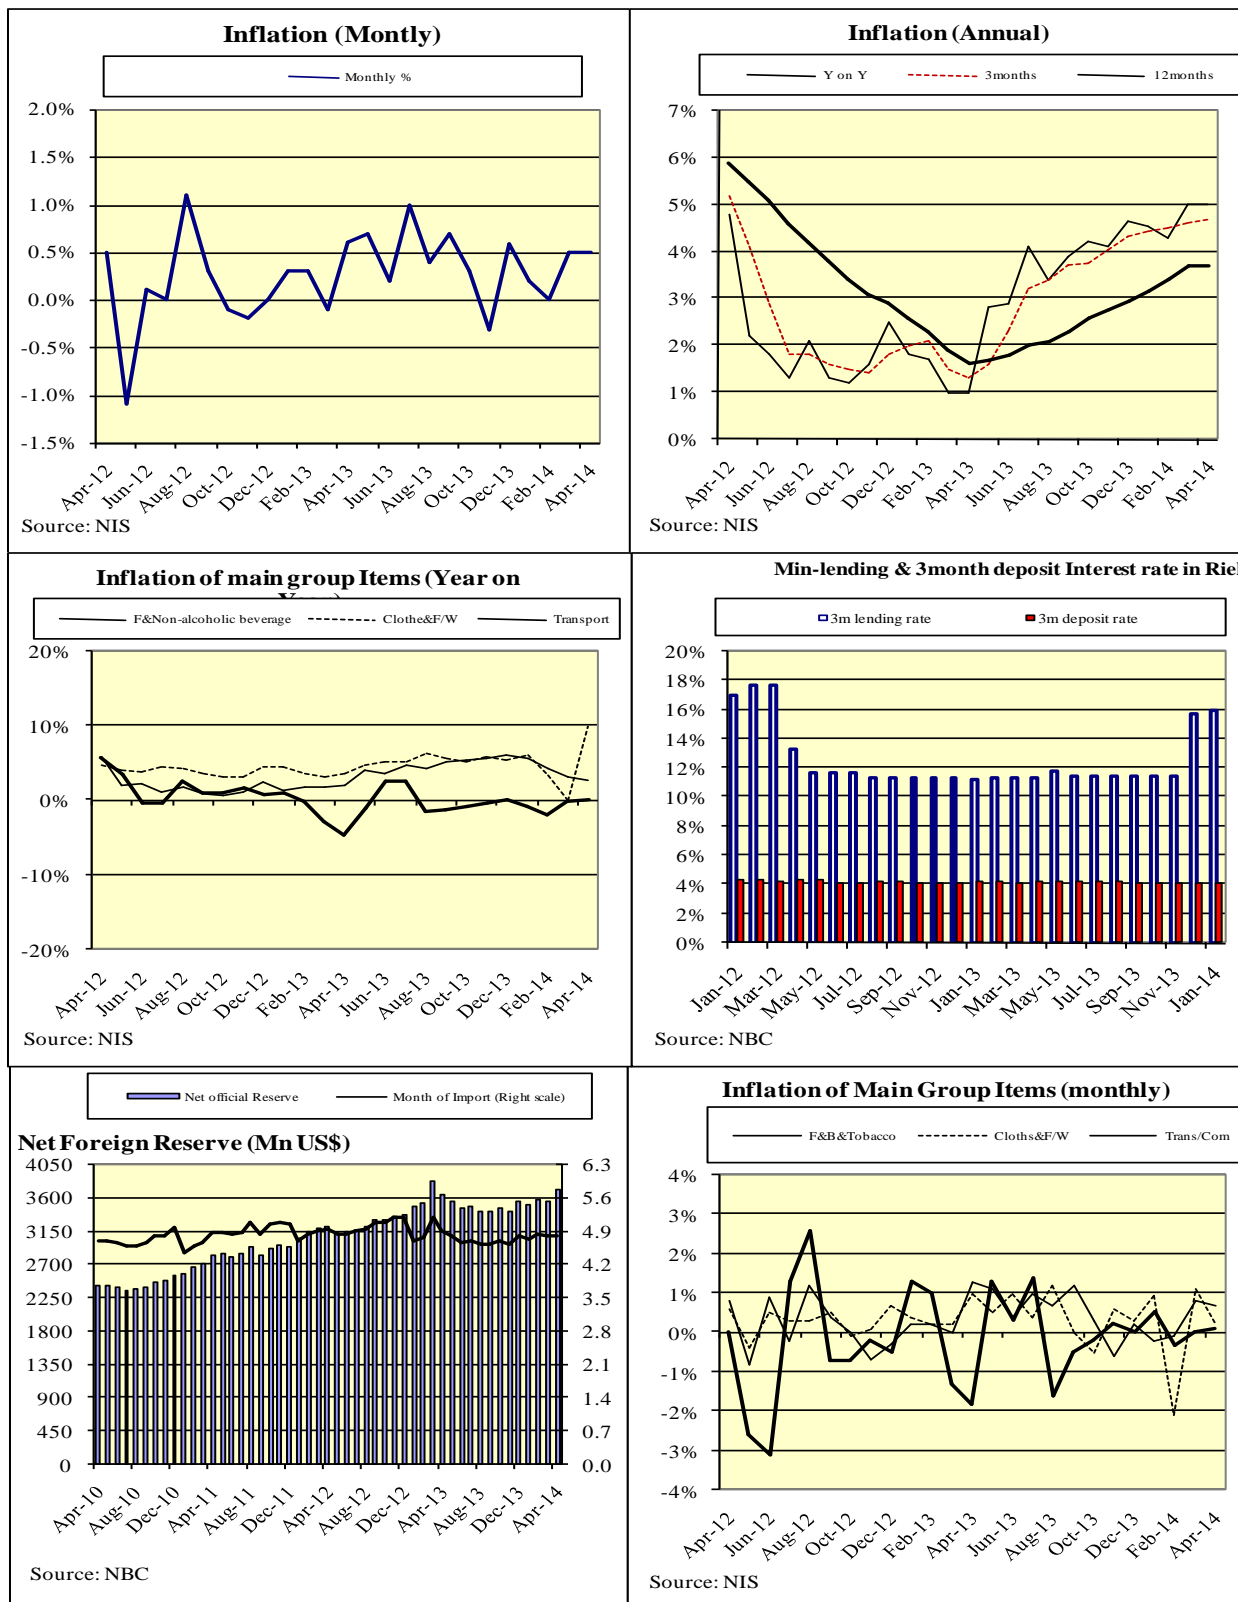 Inflation (Montly)
Monthly %
2.0%
1.5%
1.0%
0.5%
0.0%
-0.5%
-1.0%
-1.5%
Apr-12 Jun-12 Aug-12 Oct-12 Dec-12 Feb-13 Apr-13 Jun-13 Aug-13 Oct-13 Dec-13 Feb-14 Apr-14
Source: NIS
Inflation (Annual)
Y on Y 3months 12months
7%
6%
5%
4%
3%
2%
1%
0%
Apr-12 Jun-12 Aug-12 Oct-12 Dec-12 Feb-13 Apr-13 Jun-13 Aug-13 Oct-13 Dec-13 Feb-14 Apr-14
Source: NIS
Inflation of main group Items (Year on
F&Non-alcoholic beverage Clothe&F/W Transport
20%
10%
0%
-10%
-20%
Apr-12 Jun-12 Aug-12 Oct-12 Dec-12 Feb-13 Apr-13 Jun-13 Aug-13 Oct-13 Dec-13 Feb-14 Apr-14
Source: NIS
Min-lending & 3month deposit Interest rate in Riel
3m lending rate 3m deposit rate
20%
18%
16%
14%
12%
10%
8%
6%
4%
2%
0%
Jan-12 Mar-12 May-12 Jul-12 Sep-12 Nov-12 Jan-13 Mar-13 May-13 Jul-13 Sep-13 Nov-13 Jan-14
Source: NBC
Net official Reserve Month of Import (Right scale)
Net Foreign Reserve (Mn US$)
4050 6.3
3600 5.6
3150 4.9
2700 4.2
2250 3.5
1800 2.8
1350 2.1
900 1.4
450 0.7
0 0.0
Apr-10 Aug-10 Dec-10 Apr-11 Aug-11 Dec-11 Apr-12 Aug-12 Dec-12 Apr-13 Aug-13 Dec-13 Apr-14
Source: NBC
Inflation of Main Group Items (monthly)
F&B&Tobacco Cloths&F/W Trans/Com
4%
3%
2%
1%
0%
-1%
-2%
-3%
-4%
Apr-12 Jun-12 Aug-12 Oct-12 Dec-12 Feb-13 Apr-13 Jun-13 Aug-13 Oct-13 Dec-13 Feb-14 Apr-14
Source: NIS